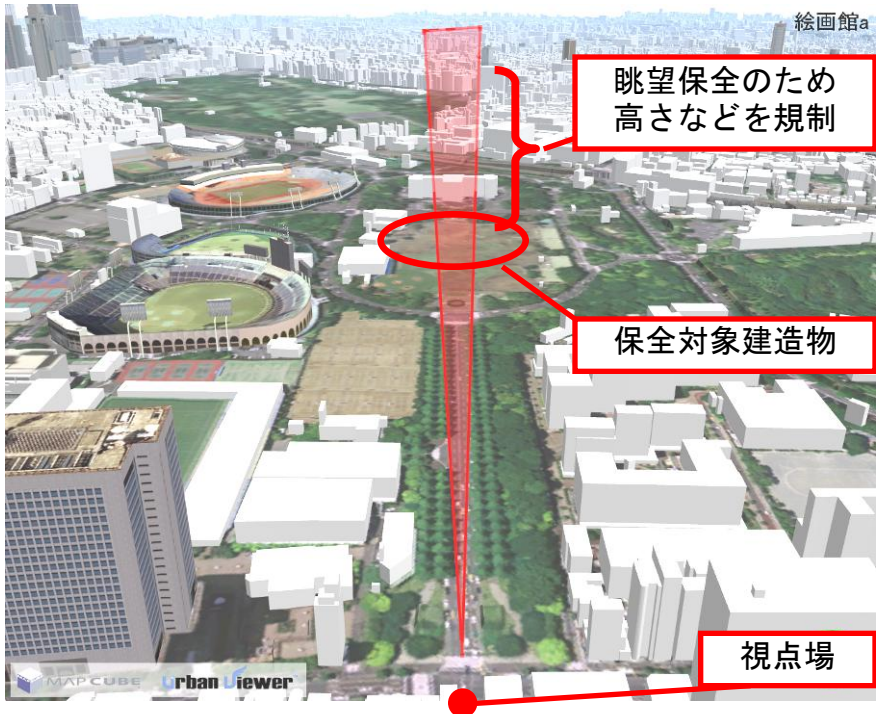 絵画館a
眺望保全のため
高さなどを規制
保全対象建造物
視点場
MAPCUBE Urban Viewer